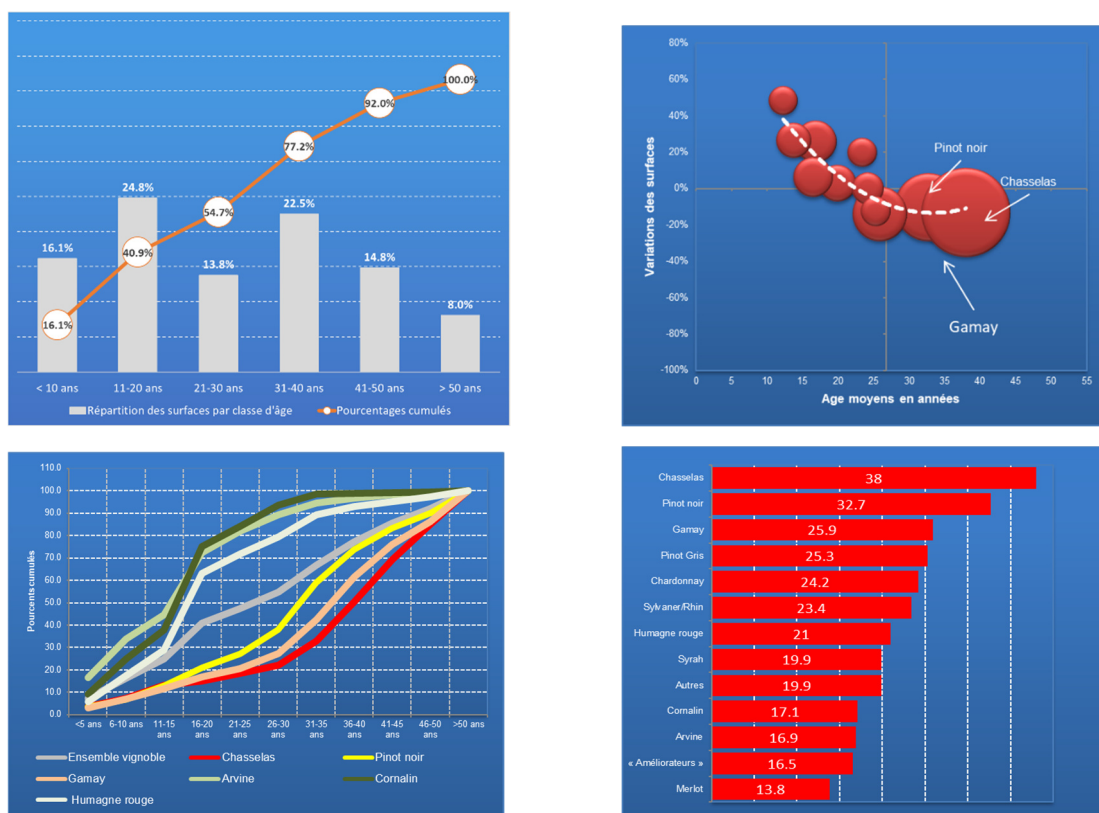 100.0%
92.0%
77.2%
24.8%
22.5%
54.7%
16.1%
40.9%
13.8%
14.8%
8.0%
16.1%
< 10 ans 11-20 ans 21-30 ans 31-40 ans 41-50 ans > 50 ans
Répartition des surfaces par classe d'âge Pourcentages cumulés
Variations des surfaces
80%
60%
40%
20%
0%
-20%
-40%
-60%
-80%
-100%
Pinot noir
Chasselas
Gamay
0 5 10 15 20 25 30 35 40 45 50 55
Age moyens en années
Pourcents cumulés
110.0
100.0
90.0
80.0
70.0
60.0
50.0
40.0
30.0
20.0
10.0
0.0
<5 ans 6-10 ans 11-15 16-20 21-25 26-30 31-35 36-40 41-45 46-50 >50 ans
ans ans ans ans ans ans ans ans
Ensemble vignoble Chasselas Pinot noir
Gamay Arvine Cornalin
Humagne rouge
Chasselas 38
Pinot noir 32.7
Gamay 25.9
Pinot Gris 25.3
Chardonnay 24.2
Sylvaner/Rhin 23.4
Humagne rouge 21
Syrah 19.9
Autres 19.9
Cornalin 17.1
Arvine 16.9
« Améliorateurs » 16.5
Merlot 13.8